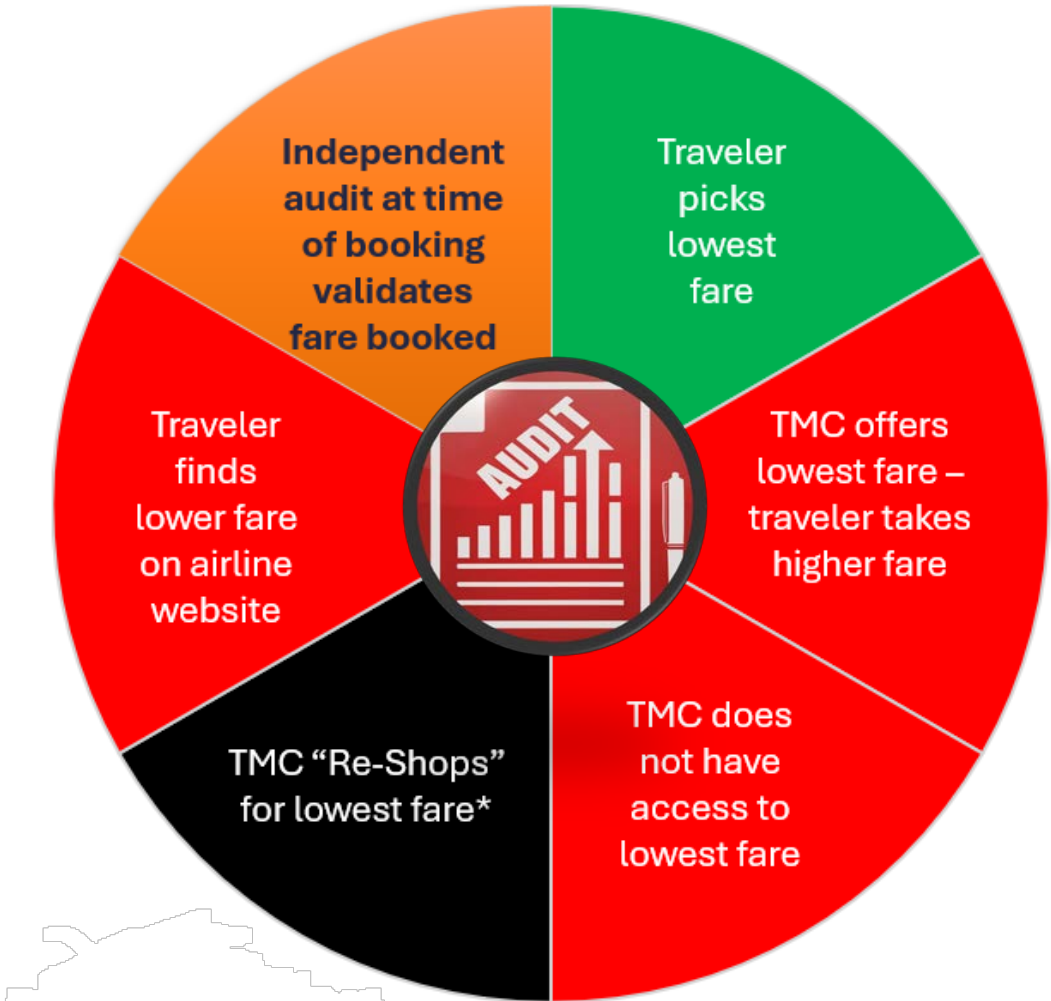 Independent
audit at time
of booking
validates
fare booked
Traveler
picks
lowest
fare
Traveler
finds
lower fare
on airline
website
AUDIT
TMC offers
lowest fare –
traveler takes
higher fare
TMC “Re-Shops”
for lowest fare*
TMC does
not have
access to
lowest fare